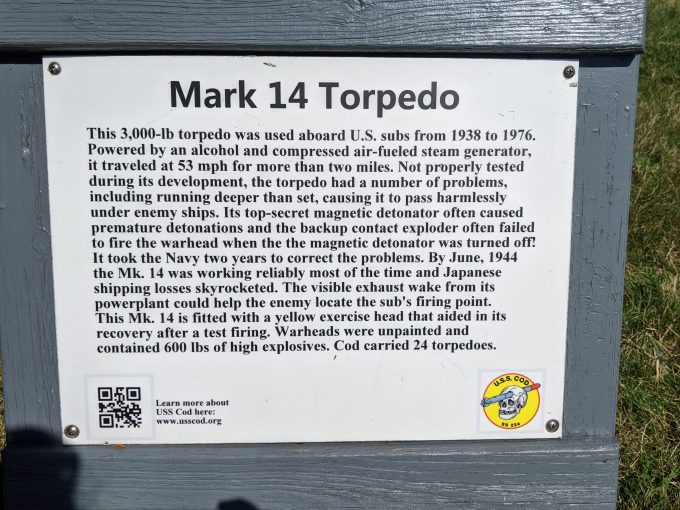 Mark 14 Torpedo
This 3,000-lb torpedo was used aboard U.S. subs from 1938 to 1976.
Powered by an alcohol and compressed air-fueled steam generator,
it traveled at 53 mph for more than two miles. Not properly tested
during its development, the torpedo had a number of problems,
including running deeper than set, causing it to pass harmlessly
under enemy ships. Its top-secret magnetic detonator often caused
premature detonations and the backup contact exploder often failed
to fire the warhead when the the magnetic detonator was turned off!
It took the Navy two years to correct the problems. By June, 1944
the Mk. 14 was working reliably most of the time and Japanese
shipping losses skyrocketed. The visible exhaust wake from its
powerplant could help the enemy locate the sub's firing point.
This Mk. 14 is fitted with a yellow exercise head that aided in its
recovery after a test firing. Warheads were unpainted and
contained 600 lbs of high explosives. Cod carried 24 torpedoes.
Learn more about
USS Cod here:
www.usscod.org
U.S.S. COD
SS 224